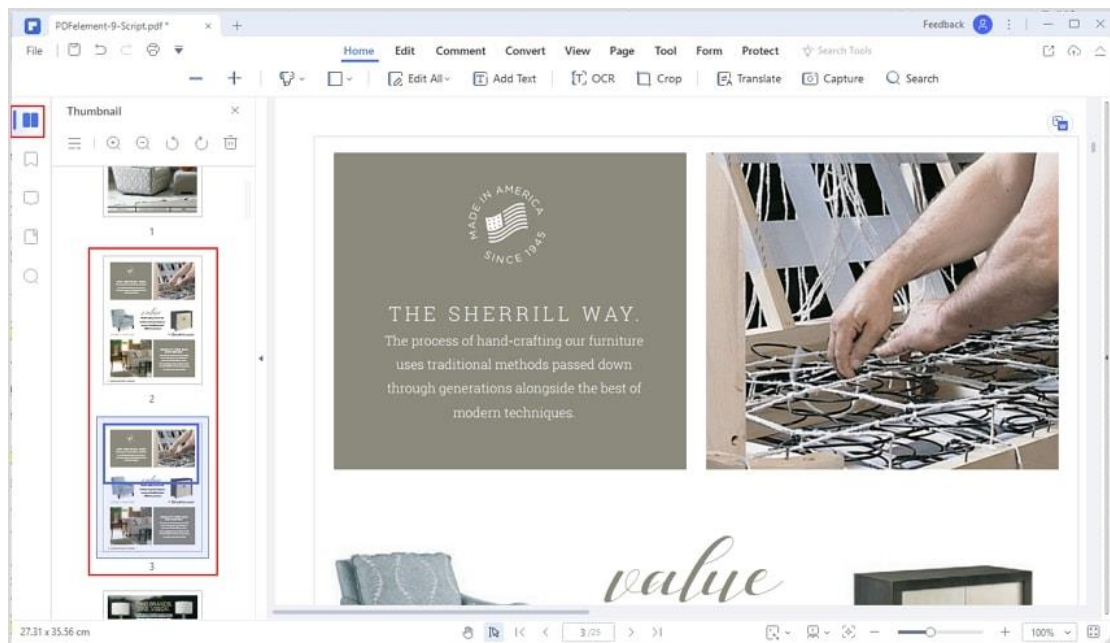 PDFelement-9-Script.pdf *
Feedback
File
Home Edit Comment Convert View Page Tool Form Protect Search Tools
Edit All Add Text OCR Crop Translate Capture Search
Thumbnail
1
2
value
3
MADE IN AMERICA
SINCE 1945
THE SHERRILL WAY.
The process of hand-crafting our furniture
uses traditional methods passed down
through generations alongside the best of
modern techniques.
value
27.31 x 35.56 cm
3 /25
100%